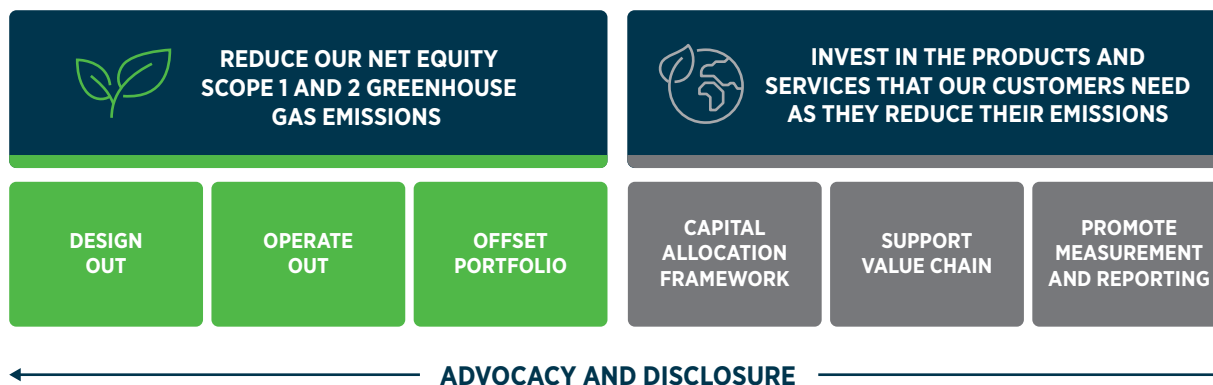 REDUCE OUR NET EQUITY
SCOPE 1 AND 2 GREENHOUSE
GAS EMISSIONS
INVEST IN THE PRODUCTS AND
SERVICES THAT OUR CUSTOMERS NEED
AS THEY REDUCE THEIR EMISSIONS
DESIGN
OUT
OPERATE
OUT
OFFSET
PORTFOLIO
CAPITAL
ALLOCATION
FRAMEWORK
SUPPORT
VALUE CHAIN
PROMOTE
MEASUREMENT
AND REPORTING
ADVOCACY AND DISCLOSURE